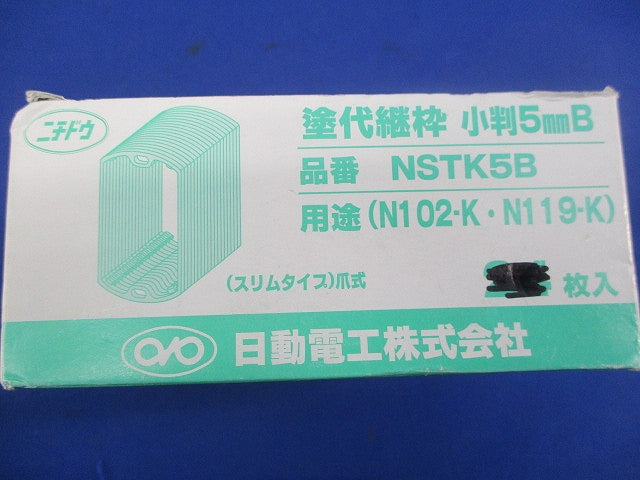 ニチドウ
塗代継枠 小判5mmB
品番 NSTK5B
用途(N102-K・N119-K)
(スリムタイプ)爪式
枚入
日動電工株式会社